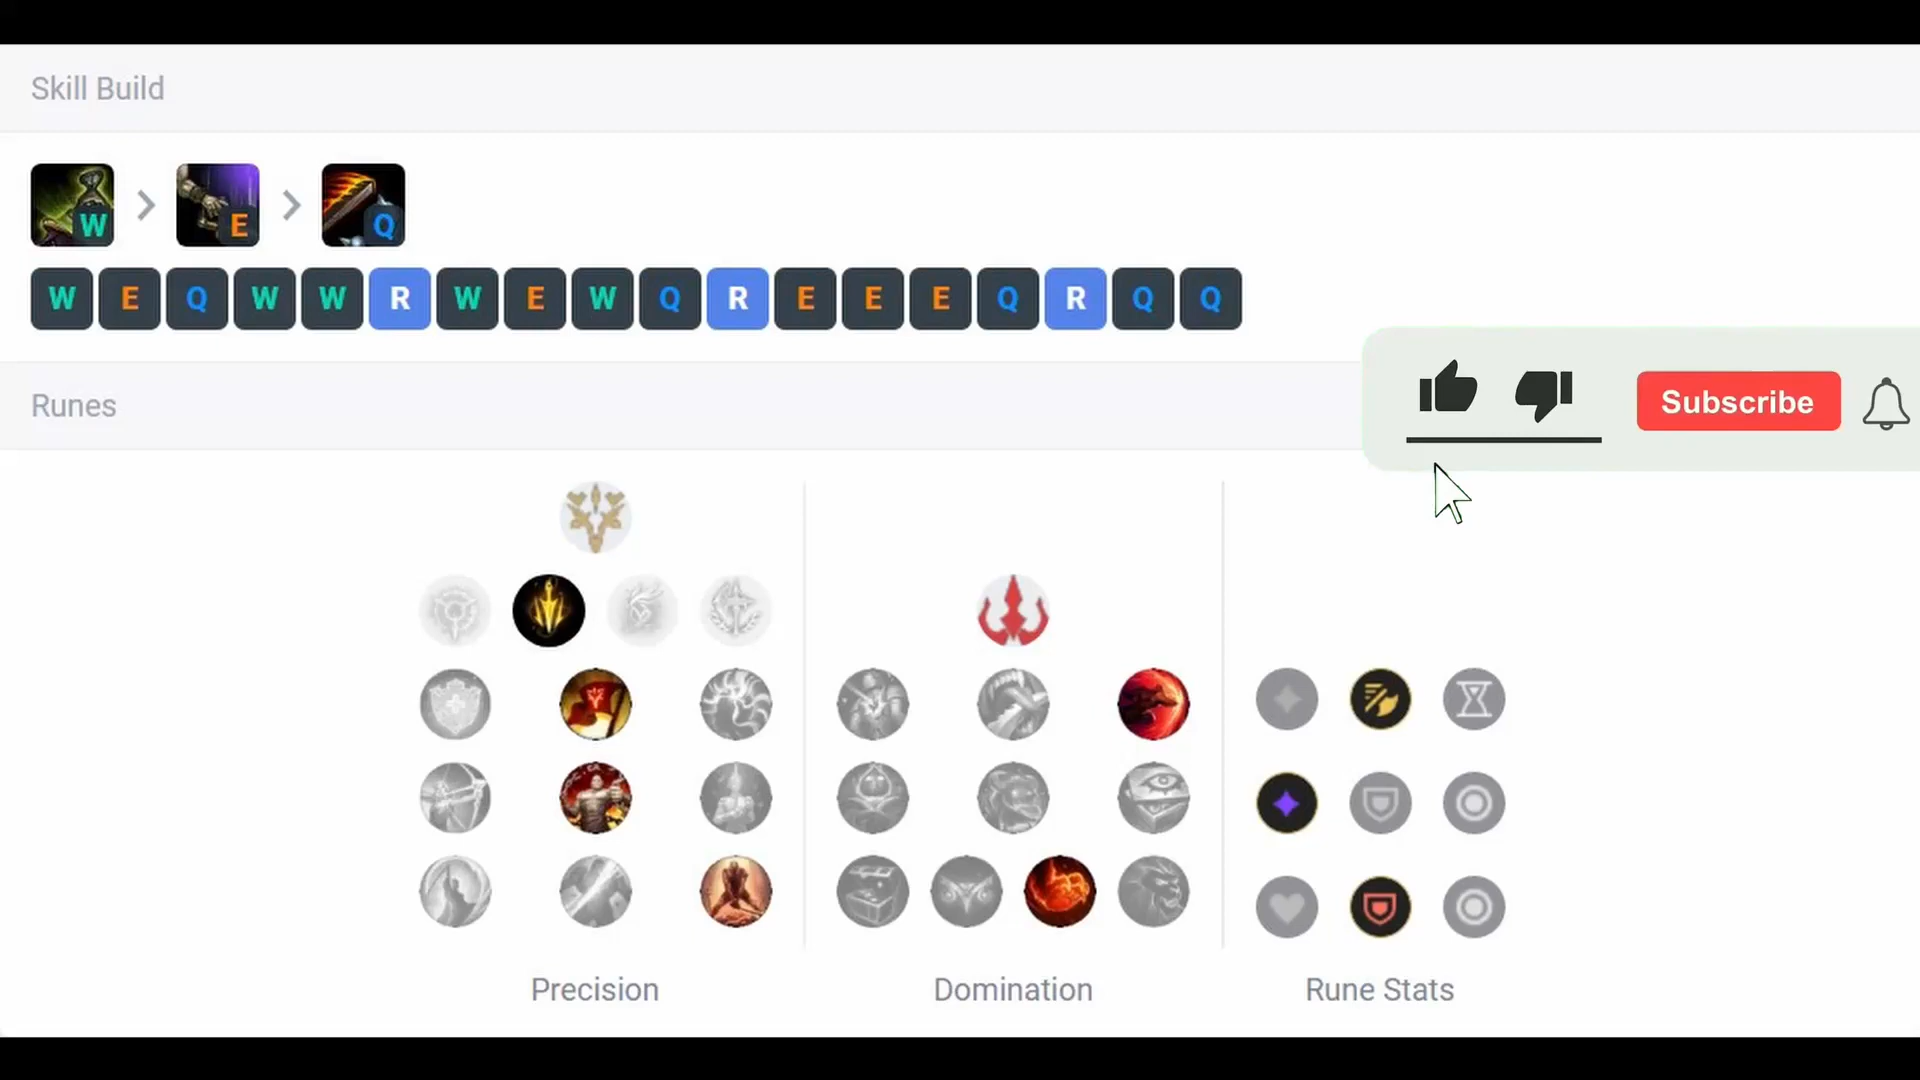 Skill Build
W E Q
W E Q W W R W E W Q R E E E Q R Q Q
Subscribe
Runes
Precision Domination Rune Stats